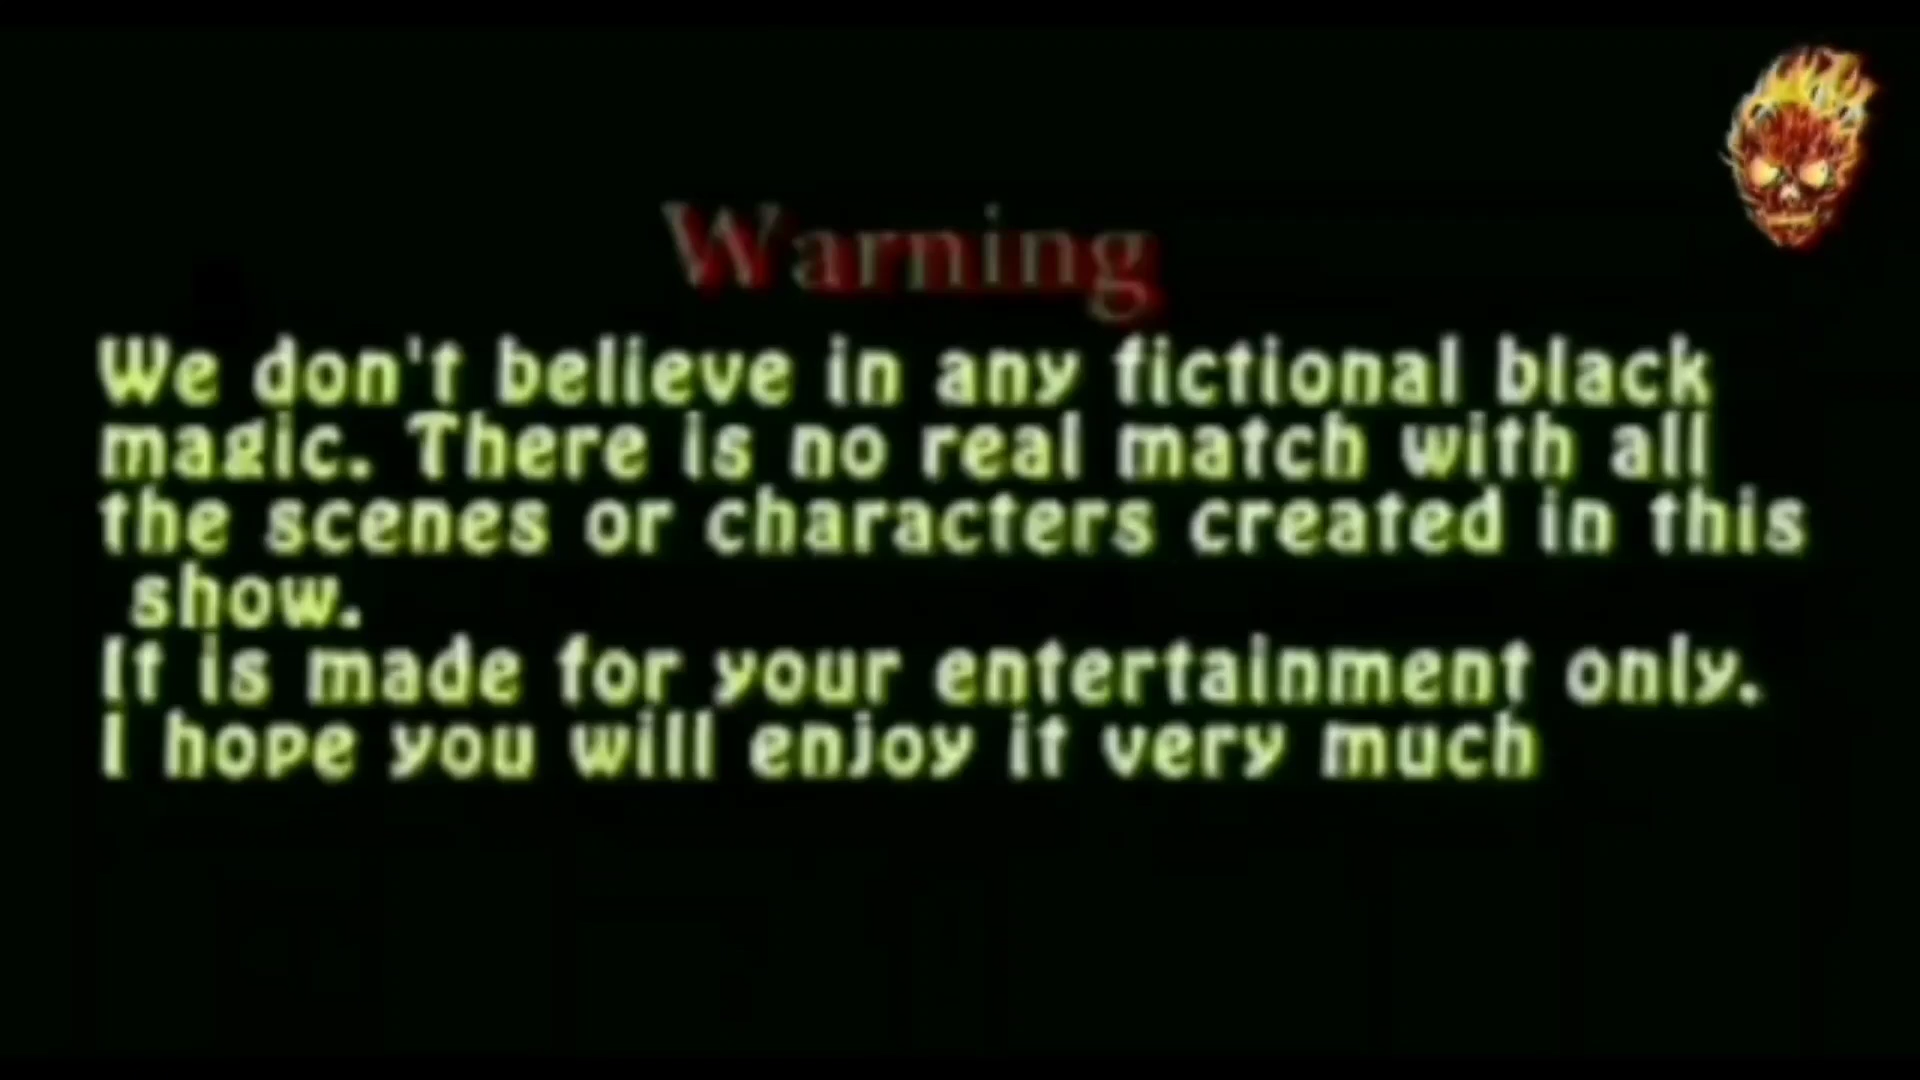 Warning
We don't believe in any fictional black
magic. There is no real match with all
the scenes or characters created in this
show.
It is made for your entertainment only.
I hope you will enjoy it very much